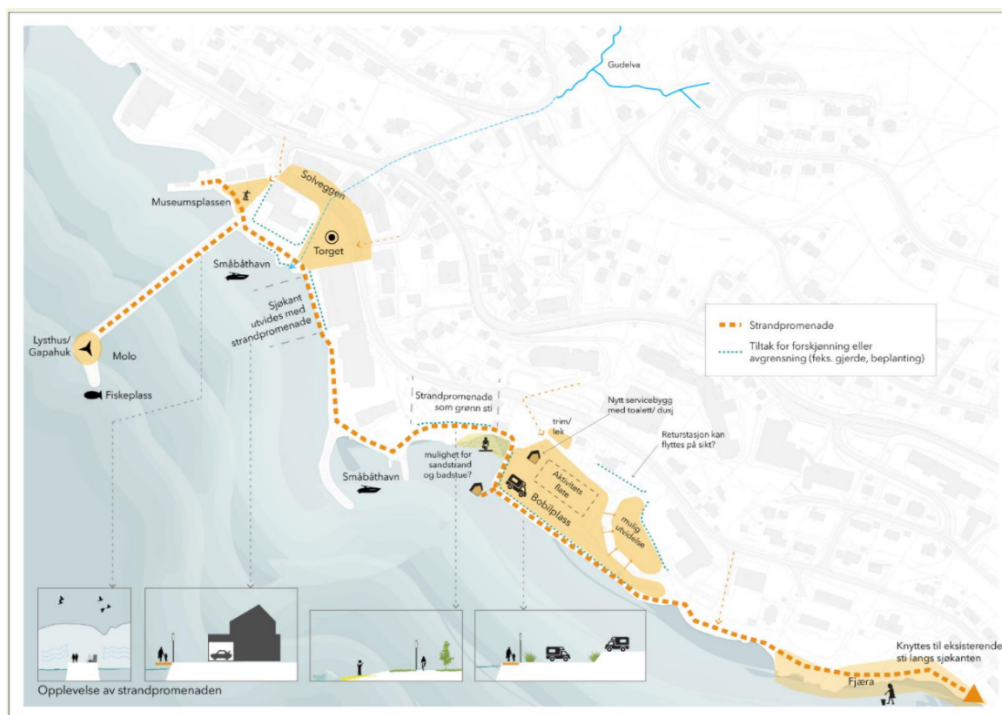 Gudelva
Solveggen
Museumsplassen
Torget
Småbåthavn
Sjøkant
utvides med
strandpromenade
Lysthus/
Gapahuk
Molo
Fiskeplass
Strandpromenade
Tiltak for forskjønning eller
avgrensning (feks. gjerde, beplanting)
Strandpromenade
som grønn sti
Nytt servicebygg
med toalett/ dusj
trim/
lek
Returstasjon kan
flyttes på sikt?
mulighet for
sandstrand
og badstue?
Småbåthavn
Aktivitets
flate
Bobilplass
mulig
utvidelse
Knyttes til eksisterende
sti langs sjøkanten
Fjæra
Opplevelse av strandpromenaden